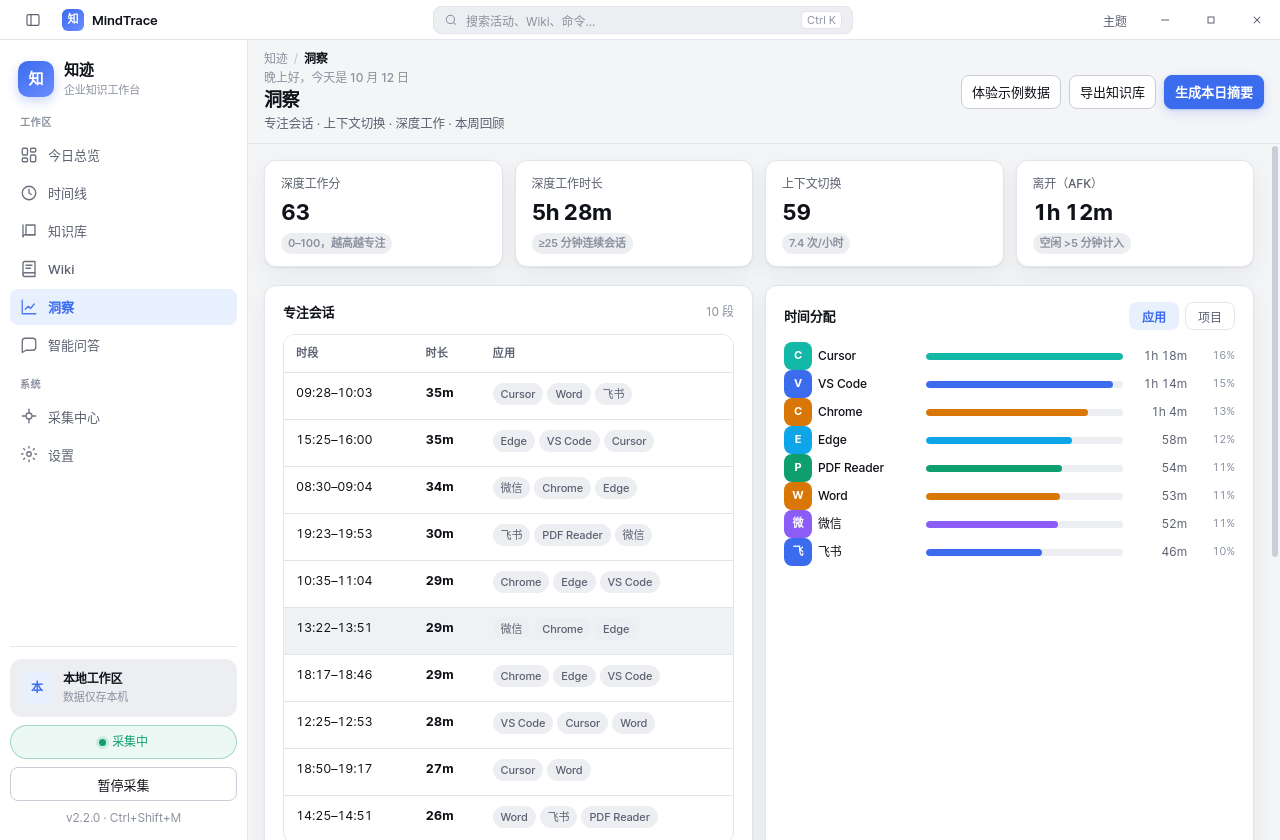 知 MindTrace
搜索活动、Wiki、命令...
Ctrl K
主题
知
知迹
企业知识工作台
工作区
今日总览
时间线
知识库
Wiki
洞察
智能问答
系统
采集中心
设置
本
本地工作区
数据仅存本机
采集中
暂停采集
v2.2.0 · Ctrl+Shift+M
知迹 / 洞察
晚上好，今天是 10 月 12 日
洞察
专注会话 · 上下文切换 · 深度工作 · 本周回顾
体验示例数据
导出知识库
生成本日摘要
深度工作分
63
0–100，越高越专注
深度工作时长
5h 28m
≥25 分钟连续会话
上下文切换
59
7.4 次/小时
离开（AFK）
1h 12m
空闲 >5 分钟计入
专注会话 10 段
时段 时长 应用
09:28–10:03 35m Cursor Word 飞书
15:25–16:00 35m Edge VS Code Cursor
08:30–09:04 34m 微信 Chrome Edge
19:23–19:53 30m 飞书 PDF Reader 微信
10:35–11:04 29m Chrome Edge VS Code
13:22–13:51 29m 微信 Chrome Edge
18:17–18:46 29m Chrome Edge VS Code
12:25–12:53 28m VS Code Cursor Word
18:50–19:17 27m Cursor Word
14:25–14:51 26m Word 飞书 PDF Reader
时间分配 应用 项目
C Cursor 1h 18m 16%
V VS Code 1h 14m 15%
C Chrome 1h 4m 13%
E Edge 58m 12%
P PDF Reader 54m 11%
W Word 53m 11%
微 微信 52m 11%
飞 飞书 46m 10%